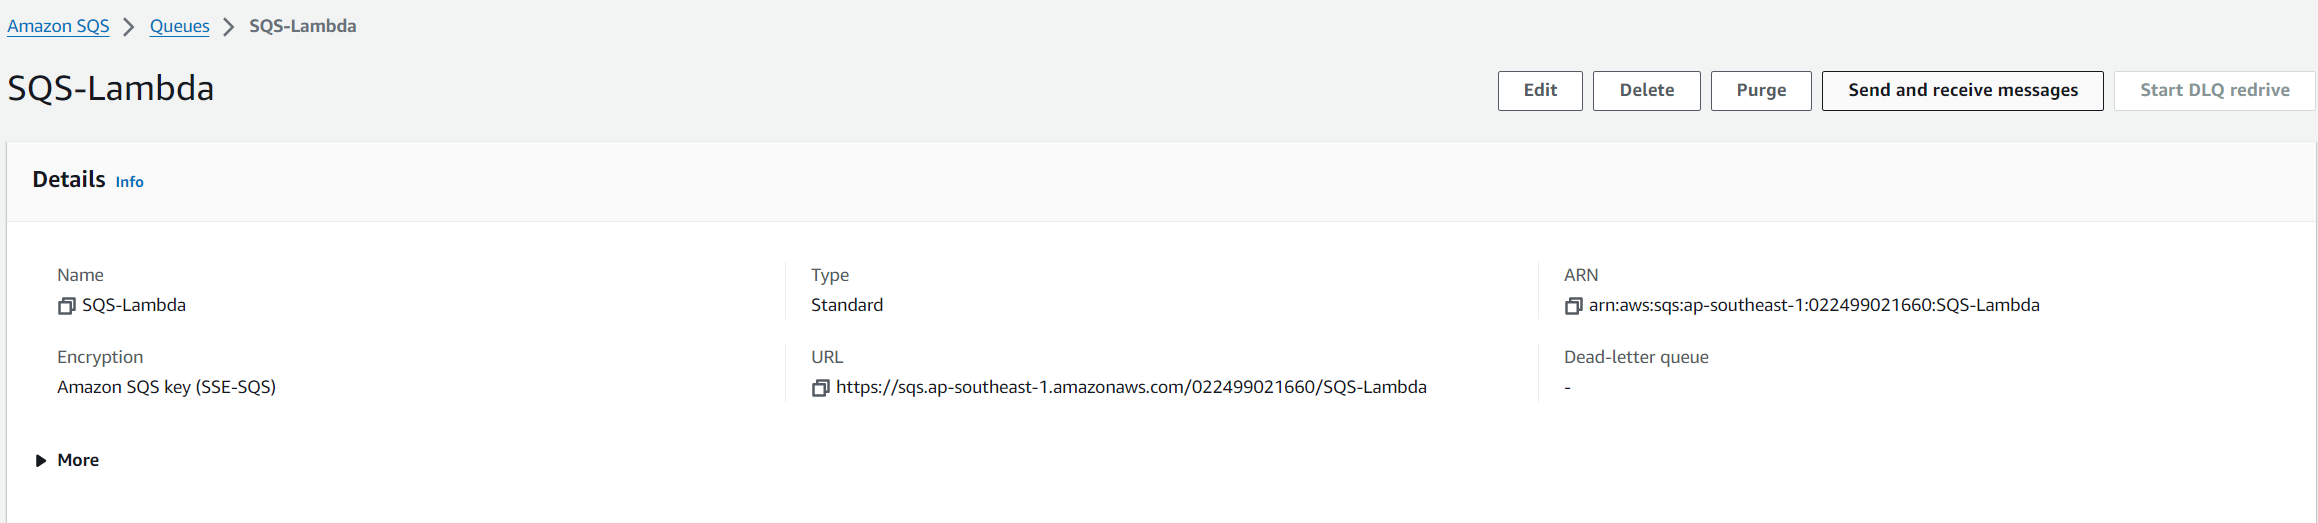 Amazon SQS > Queues > SQS-Lambda
SQS-Lambda
Edit Delete Purge Send and receive messages Start DLQ redrive
Details Info
Name Type ARN
SQS-Lambda Standard arn:aws:sqs:ap-southeast-1:022499021660:SQS-Lambda
Encryption URL Dead-letter queue
Amazon SQS key (SSE-SQS) https://sqs.ap-southeast-1.amazonaws.com/022499021660/SQS-Lambda -
More